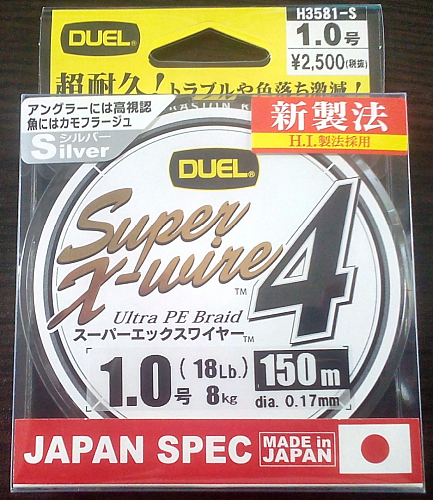 H3581-S
DUEL®
1.0号
¥2,500(税抜)
超耐久! トラブルや色落ち激減!
アングラーには高視認
魚にはカモフラージュ
シルバー
Silver
新製法
H.I.製法採用
DUEL®
Super
X-wire™ 4
Ultra PE Braid
スーパーエックスワイヤー™
1.0号 (18Lb.) 8kg 150m
dia. 0.17mm
JAPAN SPEC
MADE in
JAPAN